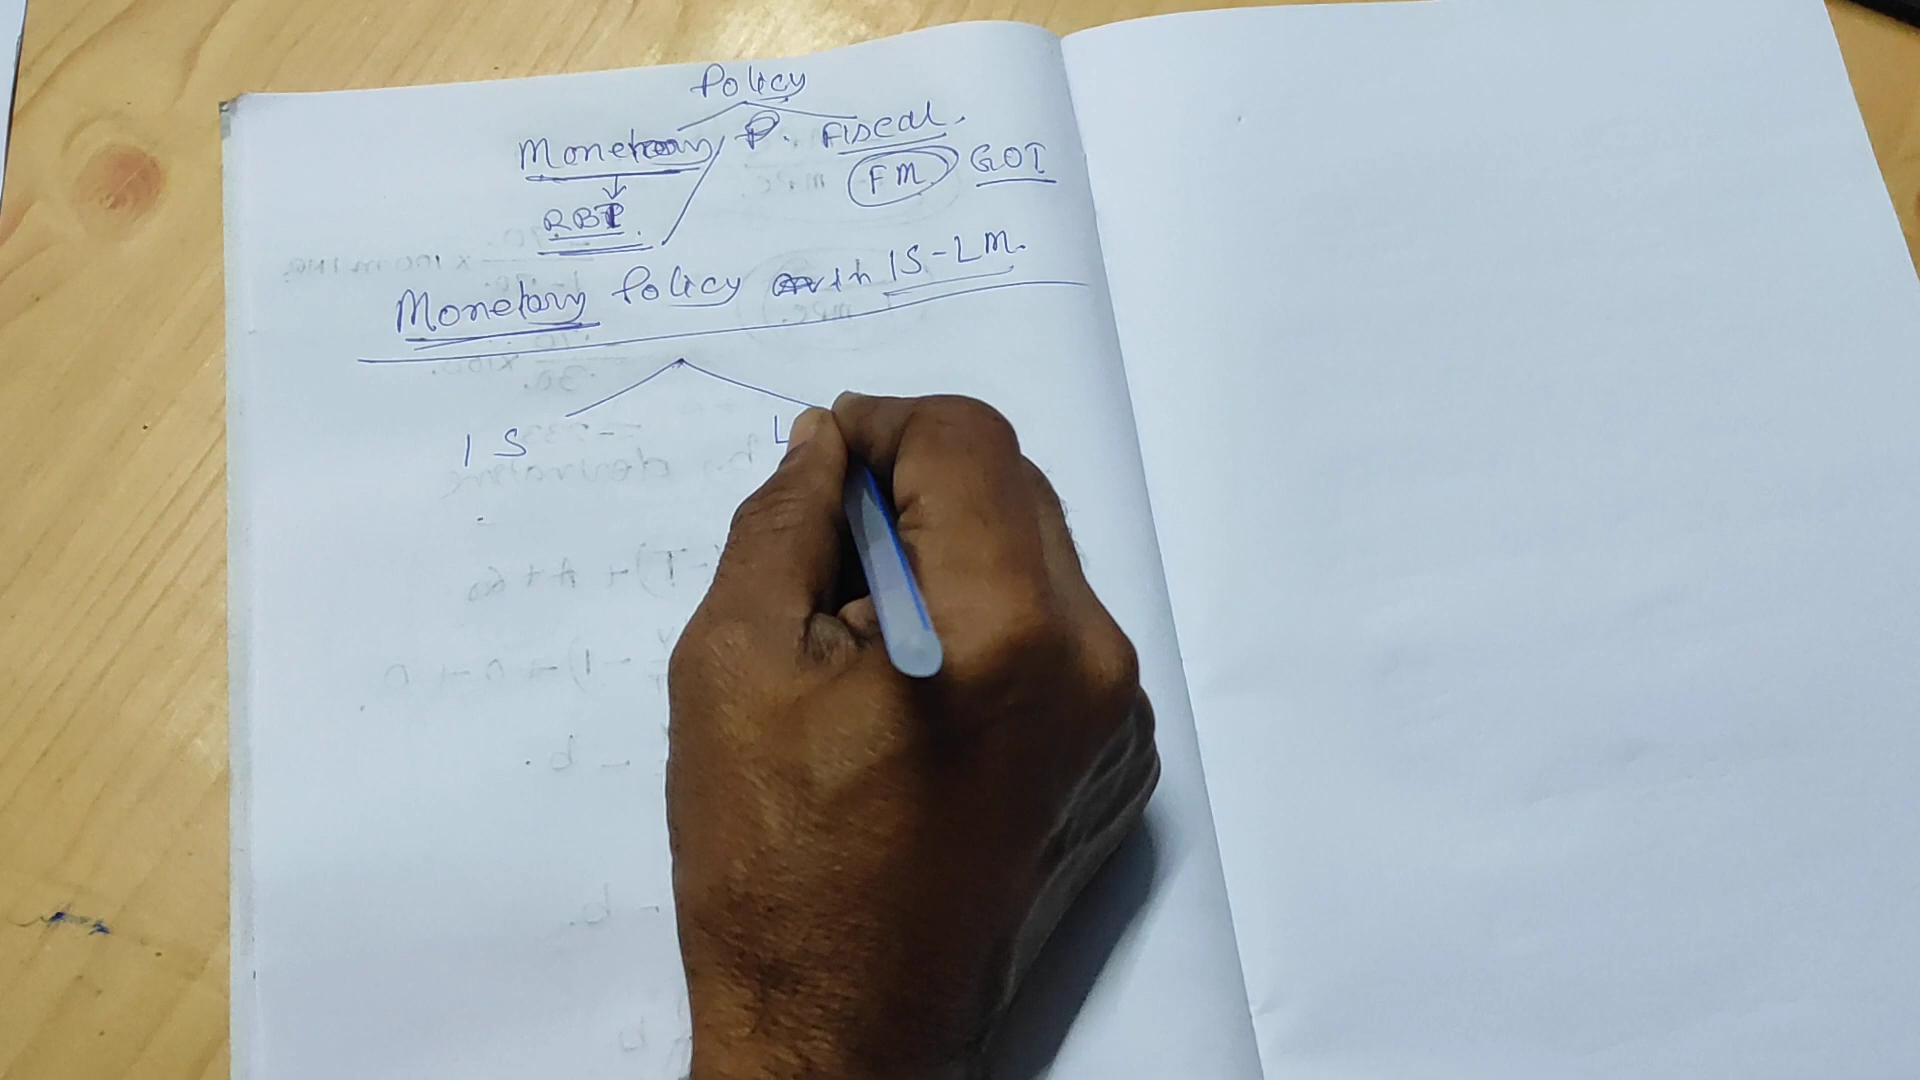 Policy
Monetary P. Fiscal.
FM GOI
RBI.
Monetary Policy with IS-LM.
IS L